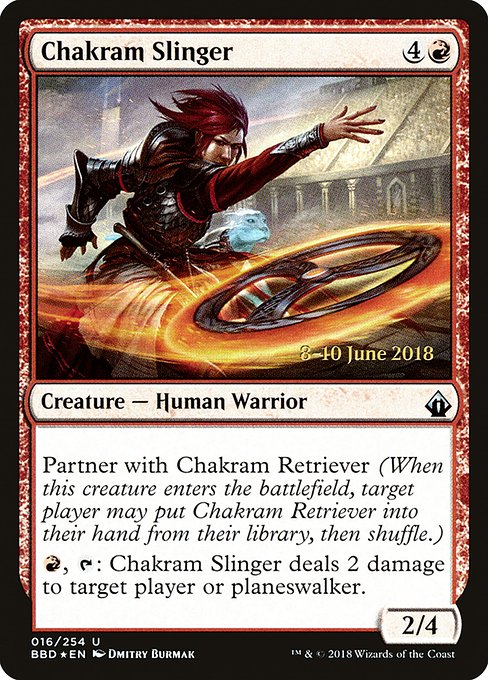 Chakram Slinger 4
8–10 June 2018
Creature — Human Warrior
Partner with Chakram Retriever (When
this creature enters the battlefield, target
player may put Chakram Retriever into
their hand from their library, then shuffle.)
, : Chakram Slinger deals 2 damage
to target player or planeswalker.
2/4
016/254 U
BBD ★ EN Dmitry Burmak
™ & © 2018 Wizards of the Coast